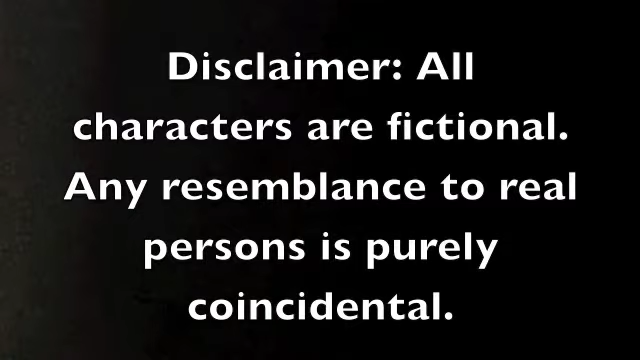 Disclaimer: All
characters are fictional.
Any resemblance to real
persons is purely
coincidental.